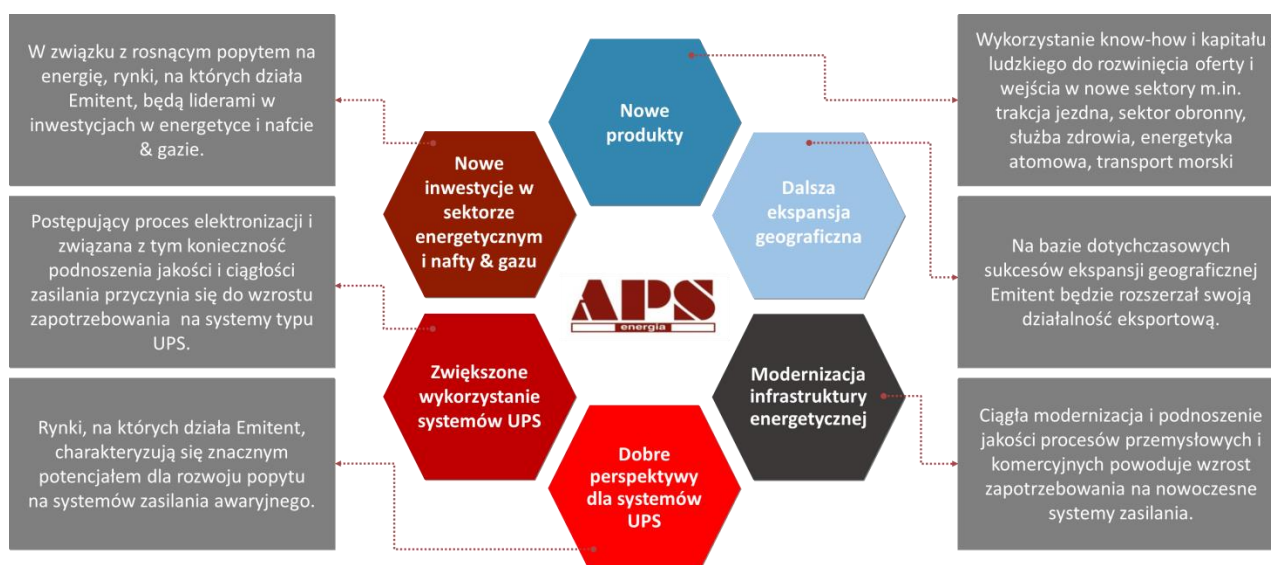 W związku z rosnącym popytem na
energię, rynki, na których działa
Emitent, będą liderami w
inwestycjach w energetyce i nafcie
& gazie.
Postępujący proces elektronizacji i
związana z tym konieczność
podnoszenia jakości i ciągłości
zasilania przyczynia się do wzrostu
zapotrzebowania na systemy typu
UPS.
Rynki, na których działa Emitent,
charakteryzują się znacznym
potencjałem dla rozwoju popytu
na systemów zasilania awaryjnego.
Nowe
produkty
Nowe
inwestycje w
sektorze
energetycznym
i nafty & gazu
Dalsza
ekspansja
geograficzna
APS
energia
Zwiększone
wykorzystanie
systemów UPS
Modernizacja
infrastruktury
energetycznej
Dobre
perspektywy
dla systemów
UPS
Wykorzystanie know-how i kapitału
ludzkiego do rozwinięcia oferty i
wejścia w nowe sektory m.in.
trakcja jezdna, sektor obronny,
służba zdrowia, energetyka
atomowa, transport morski
Na bazie dotychczasowych
sukcesów ekspansji geograficznej
Emitent będzie rozszerzał swoją
działalność eksportową.
Ciągła modernizacja i podnoszenie
jakości procesów przemysłowych i
komercyjnych powoduje wzrost
zapotrzebowania na nowoczesne
systemy zasilania.